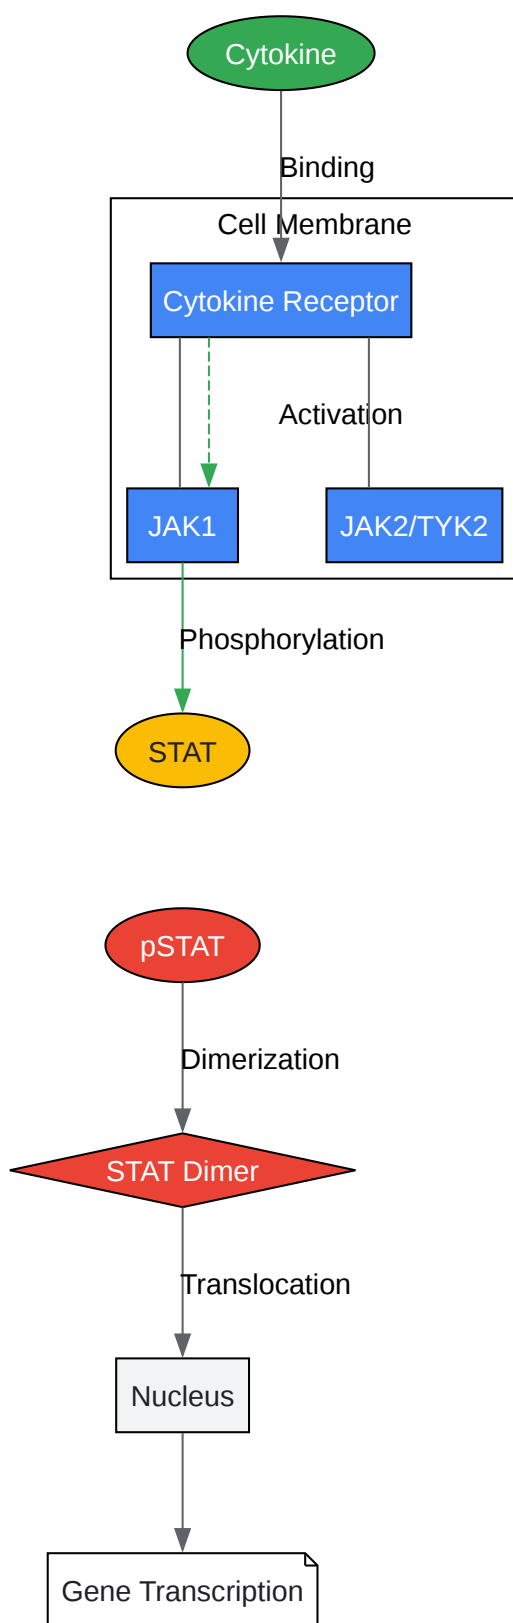 Cytokine
Binding
Cell Membrane
Cytokine Receptor
Activation
JAK1
JAK2/TYK2
Phosphorylation
STAT
pSTAT
Dimerization
STAT Dimer
Translocation
Nucleus
Gene Transcription